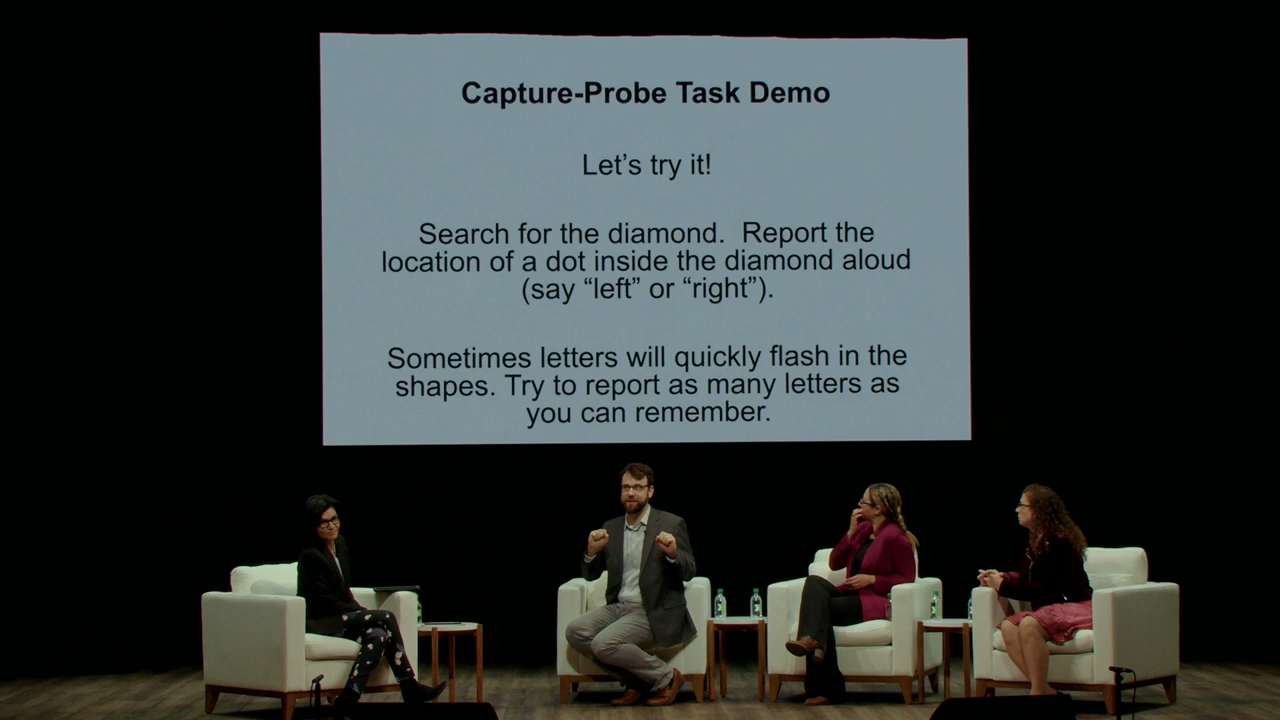 Capture-Probe Task Demo
Let’s try it!
Search for the diamond.  Report the
location of a dot inside the diamond aloud
(say “left” or “right”).
Sometimes letters will quickly flash in the
shapes. Try to report as many letters as
you can remember.